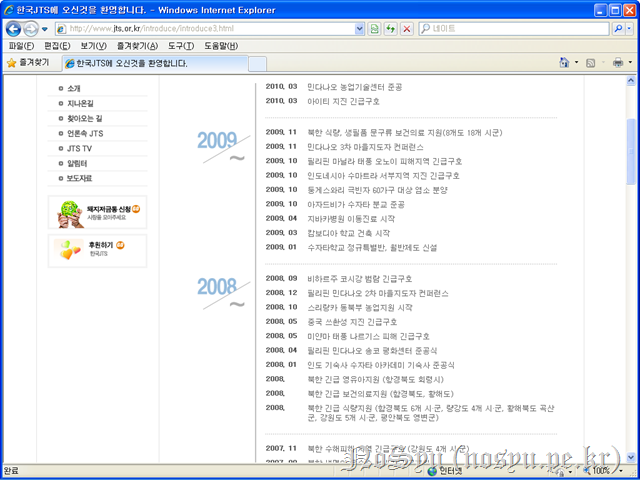 한국JTS에 오신것을 환영합니다. - Windows Internet Explorer
http://www.jts.or.kr/introduce/introduce3.html
네이트
파일(F) 편집(E) 보기(V) 즐겨찾기(A) 도구(T) 도움말(H)
즐겨찾기 한국JTS에 오신것을 환영합니다.
소개
지나온길
찾아오는 길
언론속 JTS
JTS TV
알림터
보도자료
돼지저금통 신청 GO
사랑을 모아주세요
후원하기 GO
한국JTS
2010, 03 민다나오 농업기술센터 준공
2010, 03 아이티 지진 긴급구호
2009~
2009, 11 북한 식량, 생필품 문구류 보건의료 지원(8개도 18개 시군)
2009, 11 민다나오 3차 마을지도자 컨퍼런스
2009, 10 필리핀 마닐라 태풍 오노이 피해지역 긴급구호
2009, 10 인도네시아 수마트라 서부지역 지진 긴급구호
2009, 10 둥게스와리 극빈자 60가구 대상 염소 분양
2009, 10 아자드비가 수자타 분교 준공
2009, 04 지바카병원 이동진료 시작
2009, 03 캄보디아 학교 건축 시작
2009, 01 수자타학교 정규특별반, 꿀반제도 신설
2008~
2008, 09 비하르주 코시강 범람 긴급구호
2008, 12 필리핀 민다나오 2차 마을지도자 컨퍼런스
2008, 10 스리랑카 동북부 농업지원 시작
2008, 05 중국 쓰촨성 지진 긴급구호
2008, 05 미얀마 태풍 나르기스 피해 긴급구호
2008, 04 필리핀 민다나오 송코 평화센터 준공식
2008, 01 인도 기숙사 수자타 아카데미 기숙사 준공식
2008, 북한 긴급 영유아지원 (함경북도 회령시)
2008, 북한 긴급 보건의료지원 (함경도, 황해도)
2008, 북한 긴급 식량지원 (함경북도 6개 시·군, 량강도 4개 시·군, 황해북도 곡산
군, 강원도 5개 시·군, 평안북도 영변군)
2007, 11 북한 수해피해지역 긴급구호 (강원도 4개 시·군)
NoSyu (nosyu.pe.kr)
완료 인터넷 100%